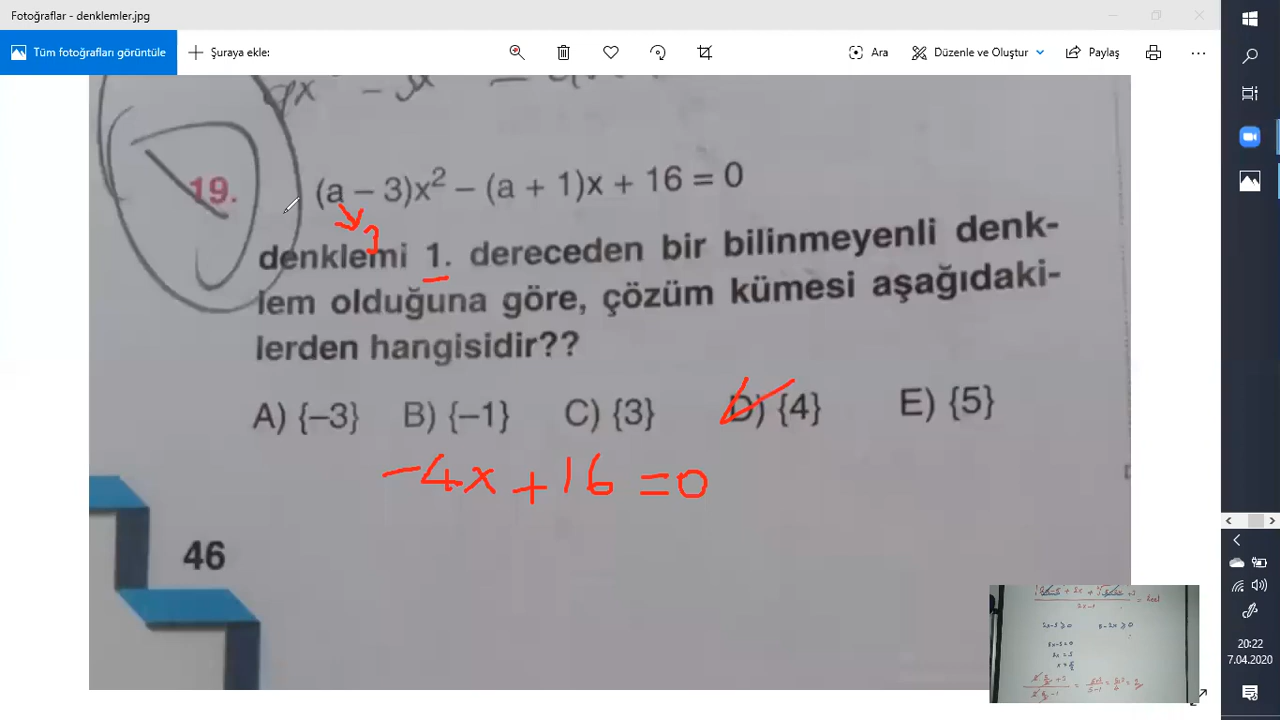 Fotoğraflar - denklemler.jpg
Tüm fotoğrafları görüntüle
Şuraya ekle:
Ara
Düzenle ve Oluştur
Paylaş
19.
(a – 3)x² – (a + 1)x + 16 = 0
3
denklemi 1. dereceden bir bilinmeyenli denk-
lem olduğuna göre, çözüm kümesi aşağıdaki-
lerden hangisidir??
A) {–3} B) {–1} C) {3} D) {4} E) {5}
-4x + 16 = 0
46
20:22
7.04.2020